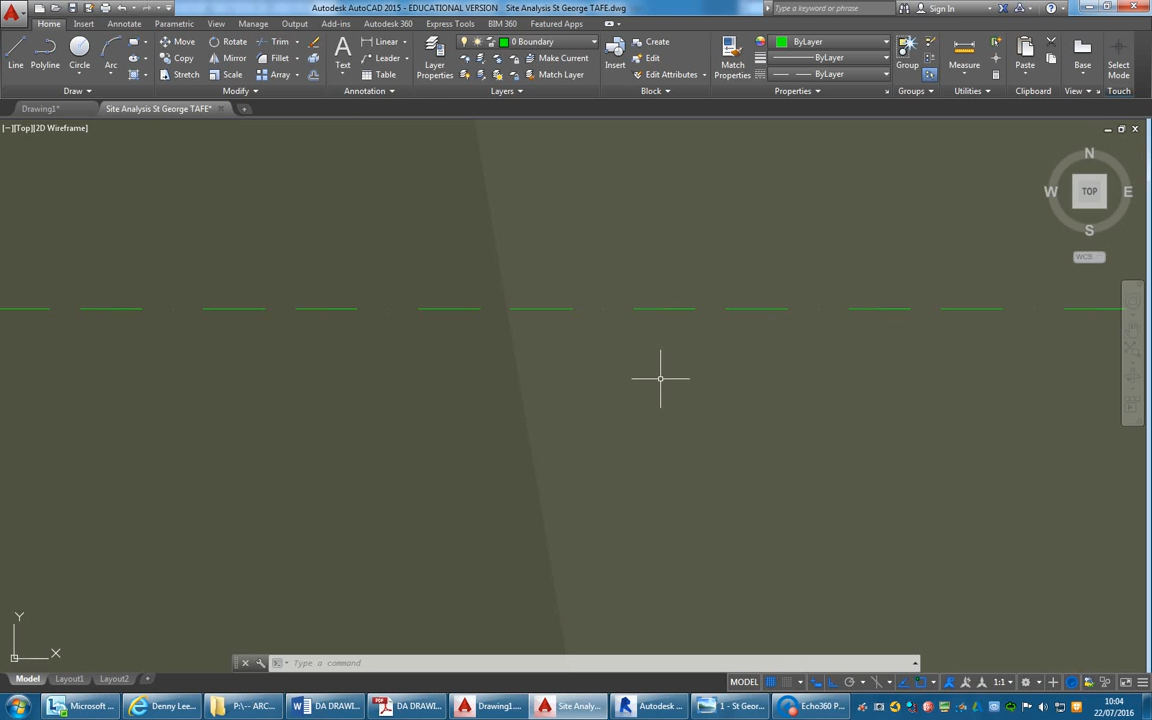 Autodesk AutoCAD 2015 - EDUCATIONAL VERSION Site Analysis St George TAFE.dwg
Type a keyword or phrase
Sign In
Home Insert Annotate Parametric View Manage Output Add-ins Autodesk 360 Express Tools BIM 360 Featured Apps
Line Polyline Circle Arc
Move Rotate Trim
Copy Mirror Fillet
Stretch Scale Array
Text
Linear
Leader
Table
Layer Properties
0 Boundary
Make Current
Match Layer
Insert
Create
Edit
Edit Attributes
Match Properties
ByLayer
ByLayer
ByLayer
Group
Measure
Paste
Base
Select Mode
Draw Modify Annotation Layers Block Properties Groups Utilities Clipboard View Touch
Drawing1* Site Analysis St George TAFE*
[−][Top][2D Wireframe]
N
W TOP E
S
WCS
Y
X
Type a command
Model Layout1 Layout2 +
MODEL 1:1
Microsoft ... Denny Lee... P:\-- ARC... DA DRAWI... DA DRAWI... Drawing1.... Site Analy... Autodesk ... 1 - St Geor... Echo360 P...
10:04
22/07/2016